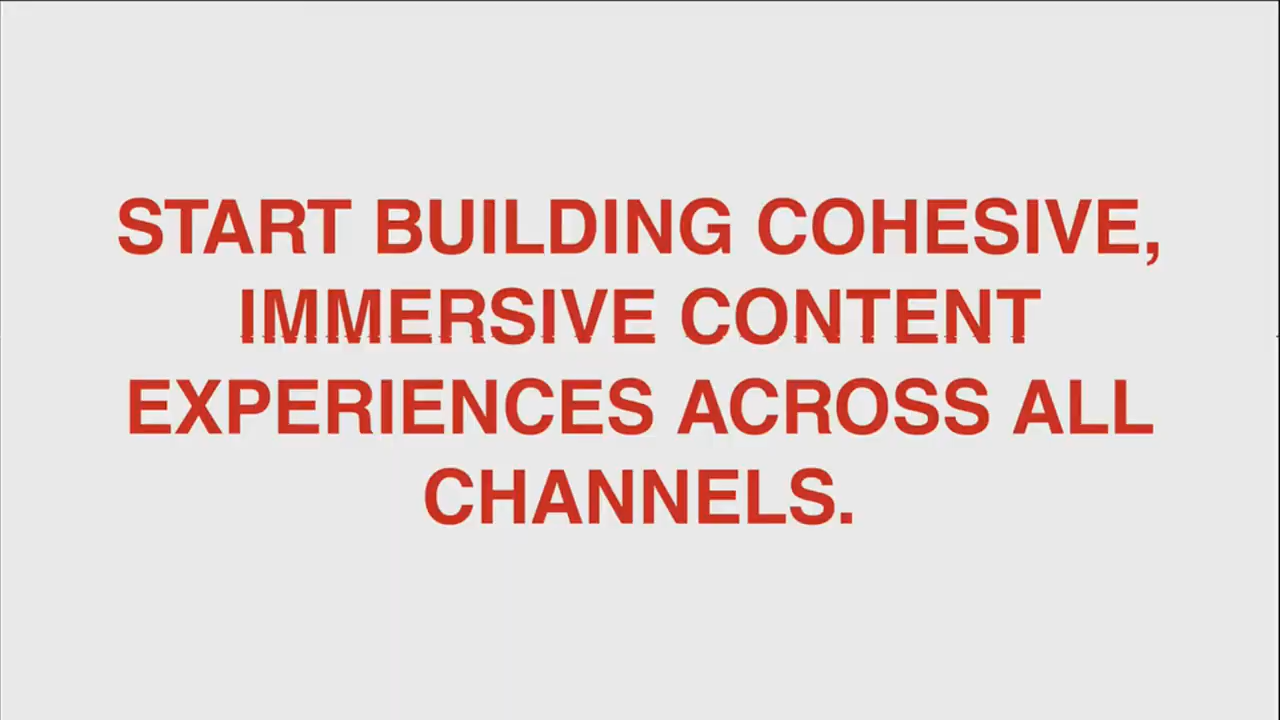 START BUILDING COHESIVE,
IMMERSIVE CONTENT
EXPERIENCES ACROSS ALL
CHANNELS.